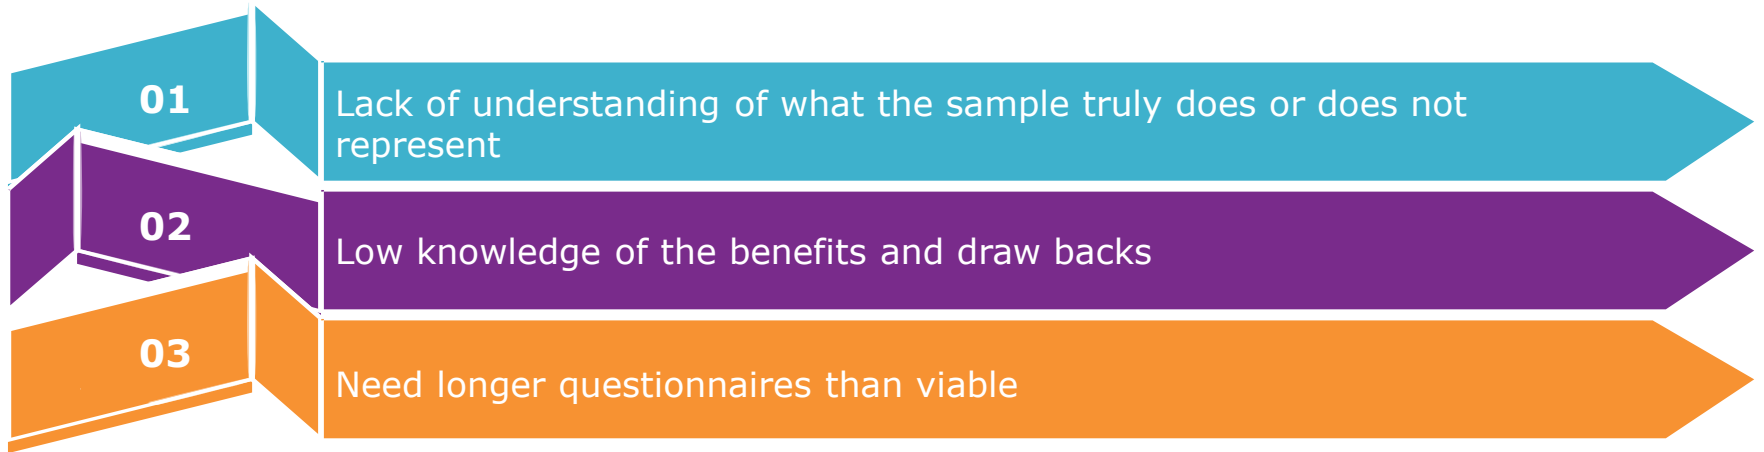 01
Lack of understanding of what the sample truly does or does not
represent
02
Low knowledge of the benefits and draw backs
03
Need longer questionnaires than viable